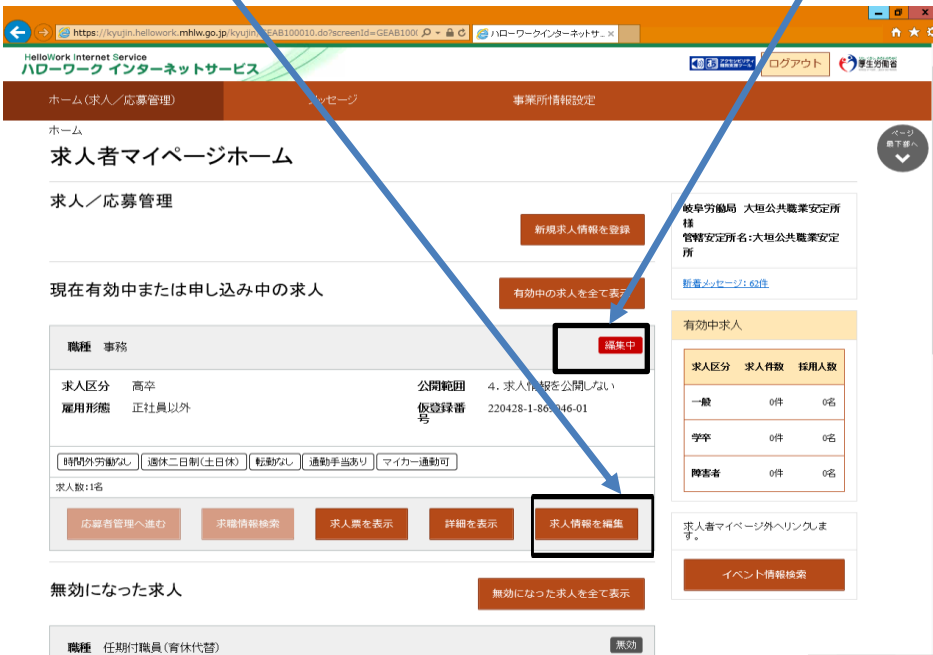 https://kyujin.hellowork.mhlw.go.jp/kyujin/GEAB100010.do?screenId=GEAB100(
ハローワークインターネットサ...
HelloWork Internet Service
ハローワーク インターネットサービス
ログアウト
厚生労働省
ホーム(求人/応募管理)
メッセージ
事業所情報設定
ホーム
求人者マイページホーム
ページ
最下部へ
求人/応募管理
新規求人情報を登録
岐阜労働局 大垣公共職業安定所
様
管轄安定所名:大垣公共職業安定
所
新着メッセージ:62件
現在有効中または申し込み中の求人
有効中の求人を全て表示
職種 事務
編集中
求人区分 高卒
公開範囲 4.求人情報を公開しない
雇用形態 正社員以外
仮登録番
号
時間外労働なし 週休二日制(土日休) 転勤なし 通勤手当あり マイカー通勤可
求人数:1名
応募者管理へ進む 求職情報検索 求人票を表示 詳細を表示 求人情報を編集
有効中求人
求人区分 求人件数 採用人数
一般 0件 0名
学卒 0件 0名
障害者 0件 0名
求人者マイページ外へリンクしま
す。
イベント情報検索
無効になった求人
無効になった求人を全て表示
職種 任期付職員(育休代替)
無効